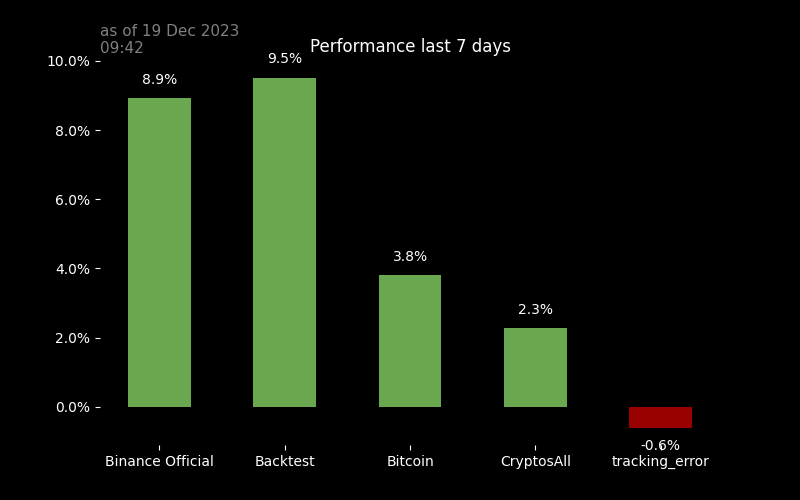 as of 19 Dec 2023
09:42
Performance last 7 days
10.0%
8.0%
6.0%
4.0%
2.0%
0.0%
8.9%
9.5%
3.8%
2.3%
-0.6%
Binance Official
Backtest
Bitcoin
CryptosAll
tracking_error